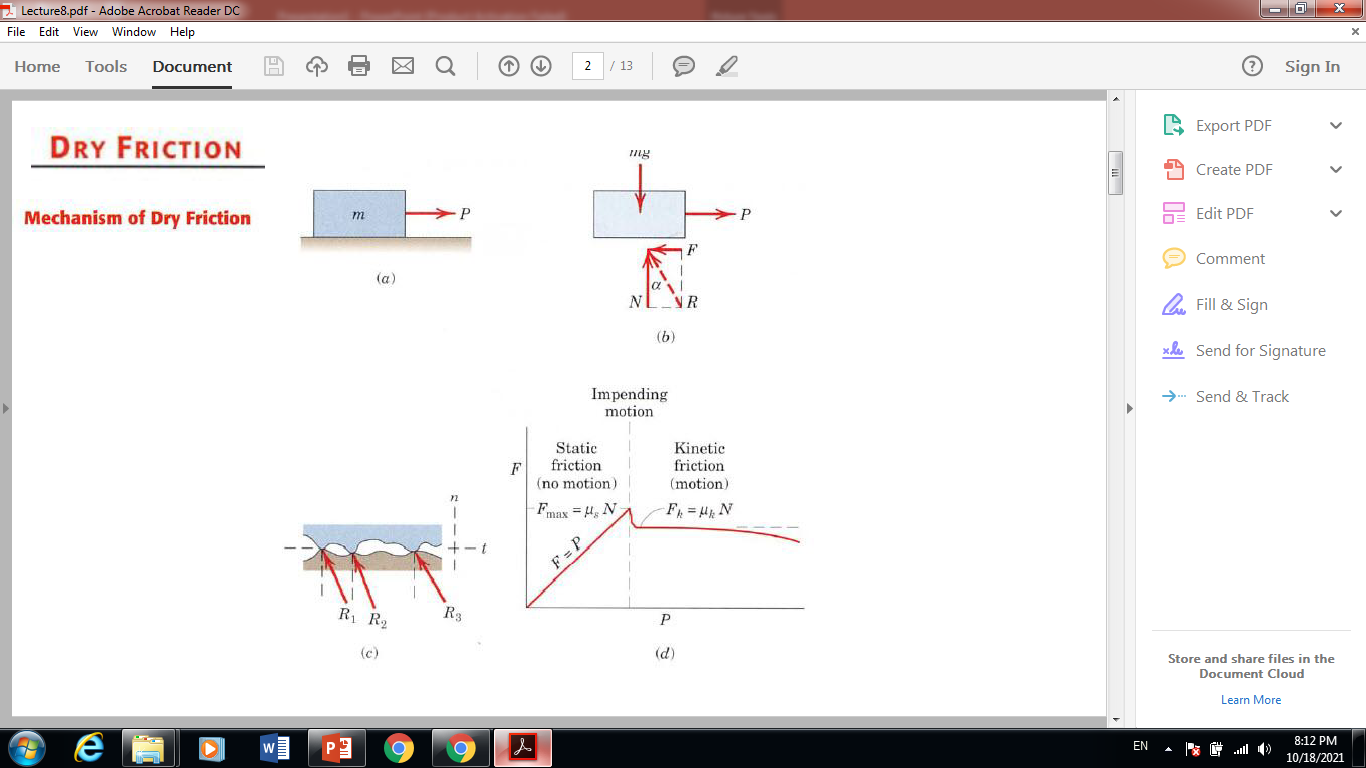 Lecture8.pdf - Adobe Acrobat Reader DC
File Edit View Window Help
Home Tools Document 2 / 13 Sign In
DRY FRICTION
Mechanism of Dry Friction
m
P
(a)
mg
P
F
α
N
R
(b)
n
t
R1 R2 R3
(c)
Impending
motion
Static
friction
(no motion)
Kinetic
friction
(motion)
F
Fmax = μs N
Fk = μk N
F = P
P
(d)
Export PDF
Create PDF
Edit PDF
Comment
Fill & Sign
Send for Signature
Send & Track
Store and share files in the
Document Cloud
Learn More
EN
8:12 PM
10/18/2021